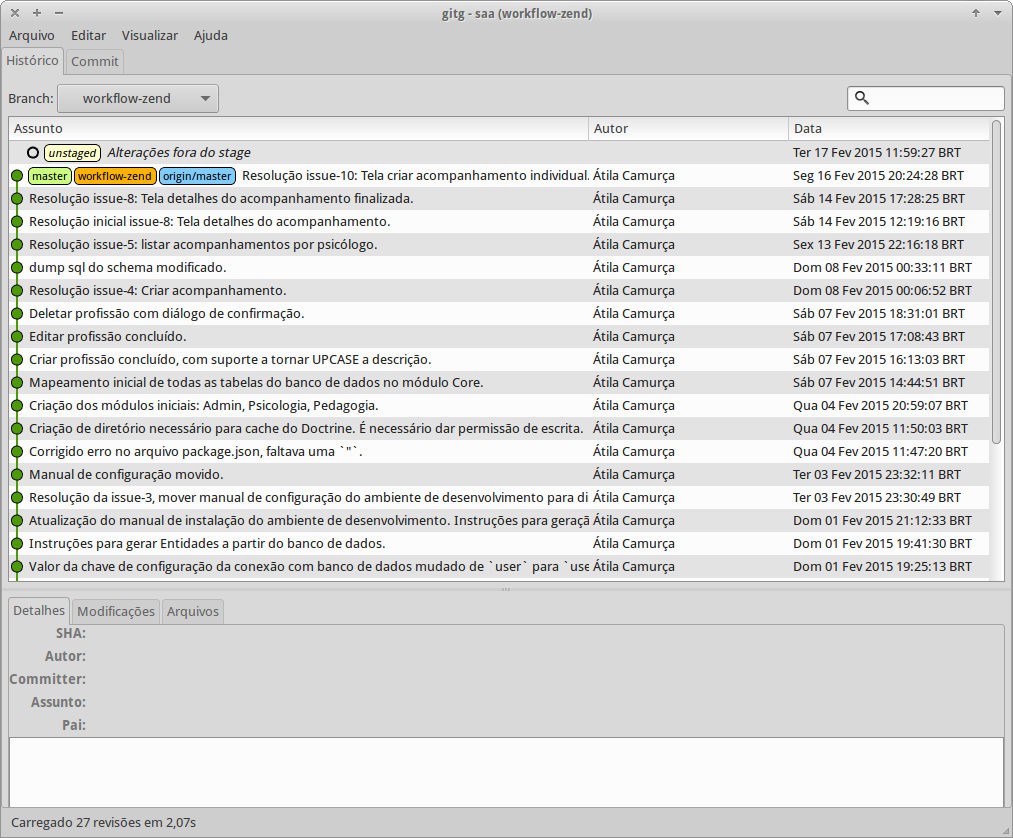 gitg - saa (workflow-zend)
Arquivo Editar Visualizar Ajuda
Histórico Commit
Branch: workflow-zend
Assunto Autor Data
unstaged Alterações fora do stage Ter 17 Fev 2015 11:59:27 BRT
master workflow-zend origin/master Resolução issue-10: Tela criar acompanhamento individual. Átila Camurça Seg 16 Fev 2015 20:24:28 BRT
Resolução issue-8: Tela detalhes do acompanhamento finalizada. Átila Camurça Sáb 14 Fev 2015 17:28:25 BRT
Resolução inicial issue-8: Tela detalhes do acompanhamento. Átila Camurça Sáb 14 Fev 2015 12:19:16 BRT
Resolução issue-5: listar acompanhamentos por psicólogo. Átila Camurça Sex 13 Fev 2015 22:16:18 BRT
dump sql do schema modificado. Átila Camurça Dom 08 Fev 2015 00:33:11 BRT
Resolução issue-4: Criar acompanhamento. Átila Camurça Dom 08 Fev 2015 00:06:52 BRT
Deletar profissão com diálogo de confirmação. Átila Camurça Sáb 07 Fev 2015 18:31:01 BRT
Editar profissão concluído. Átila Camurça Sáb 07 Fev 2015 17:08:43 BRT
Criar profissão concluído, com suporte a tornar UPCASE a descrição. Átila Camurça Sáb 07 Fev 2015 16:13:03 BRT
Mapeamento inicial de todas as tabelas do banco de dados no módulo Core. Átila Camurça Sáb 07 Fev 2015 14:44:51 BRT
Criação dos módulos iniciais: Admin, Psicologia, Pedagogia. Átila Camurça Qua 04 Fev 2015 20:59:07 BRT
Criação de diretório necessário para cache do Doctrine. É necessário dar permissão de escrita. Átila Camurça Qua 04 Fev 2015 11:50:03 BRT
Corrigido erro no arquivo package.json, faltava uma `"`. Átila Camurça Qua 04 Fev 2015 11:47:20 BRT
Manual de configuração movido. Átila Camurça Ter 03 Fev 2015 23:32:11 BRT
Resolução da issue-3, mover manual de configuração do ambiente de desenvolvimento para di Átila Camurça Ter 03 Fev 2015 23:30:49 BRT
Atualização do manual de instalação do ambiente de desenvolvimento. Instruções para geraçã Átila Camurça Dom 01 Fev 2015 21:12:33 BRT
Instruções para gerar Entidades a partir do banco de dados. Átila Camurça Dom 01 Fev 2015 19:41:30 BRT
Valor da chave de configuração da conexão com banco de dados mudado de `user` para `use Átila Camurça Dom 01 Fev 2015 19:25:13 BRT
Detalhes Modificações Arquivos
SHA:
Autor:
Committer:
Assunto:
Pai:
Carregado 27 revisões em 2,07s